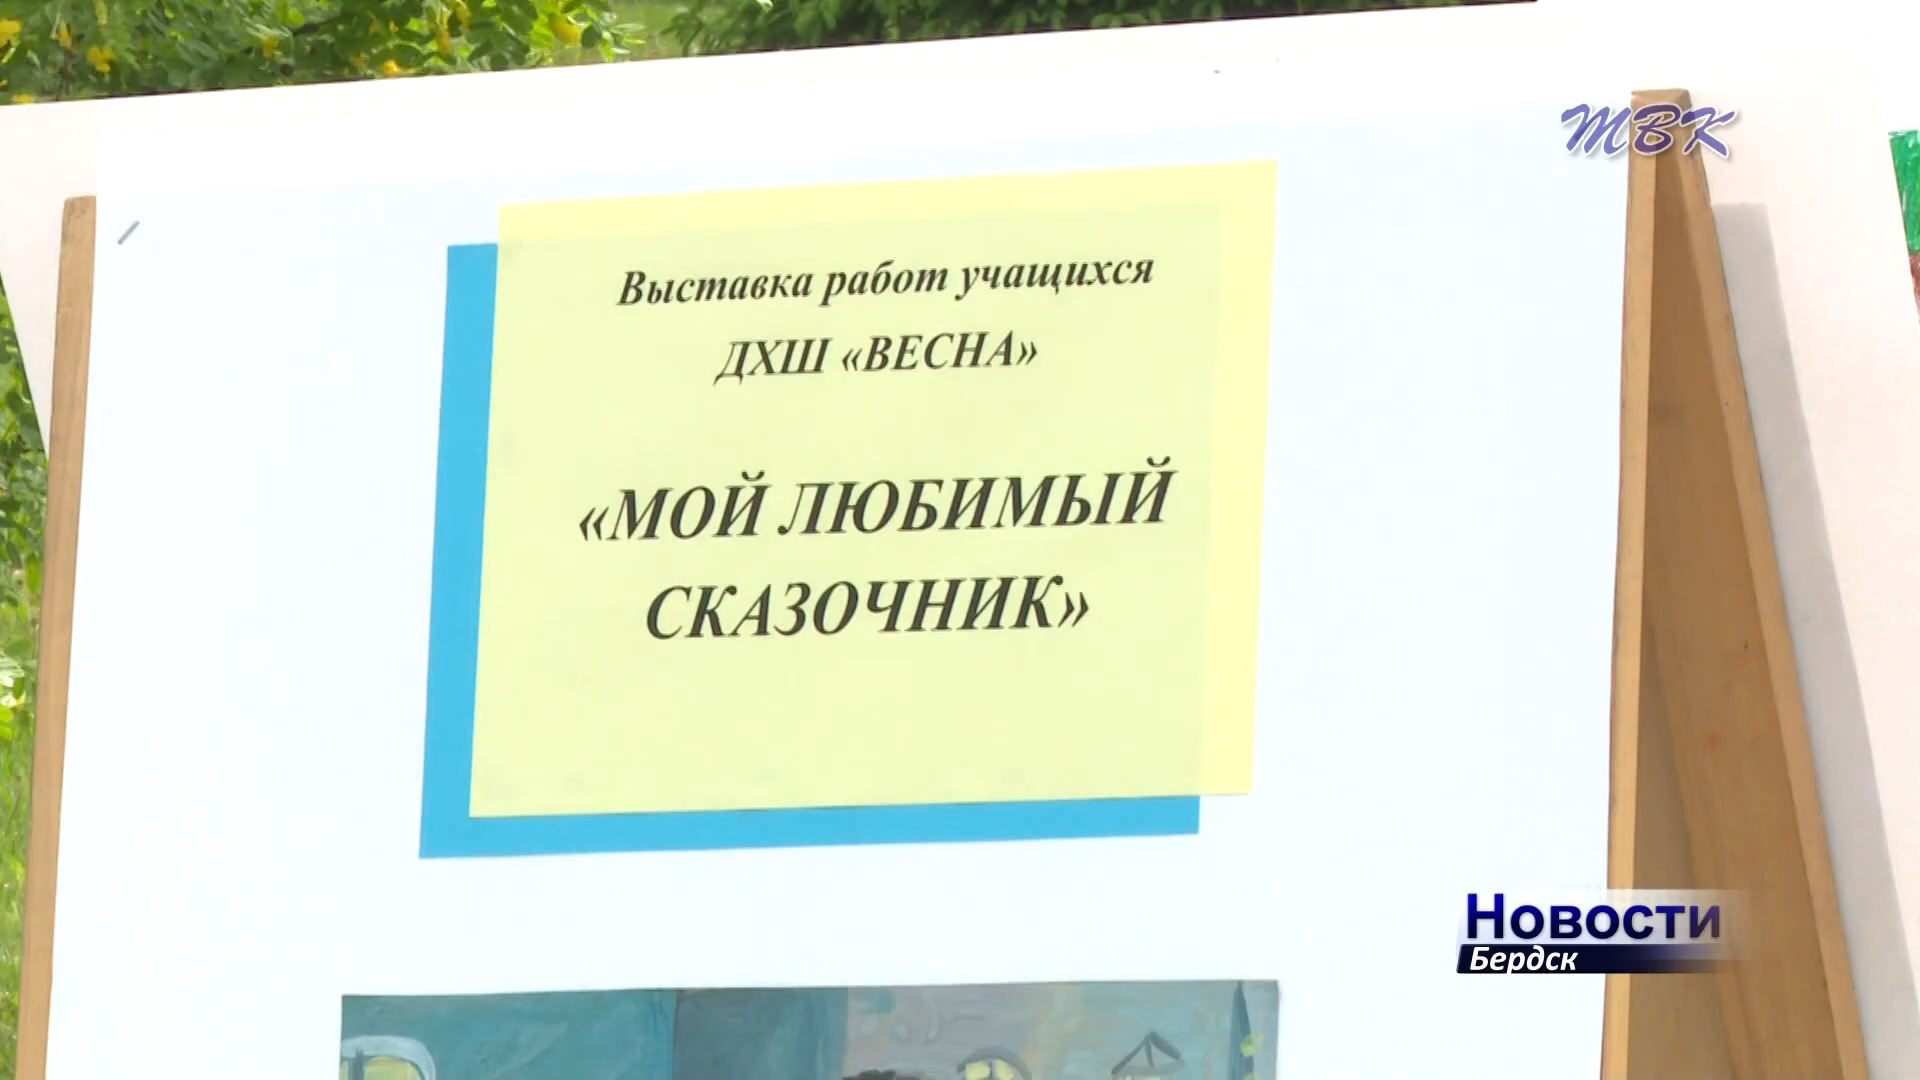 ТВК
Выставка работ учащихся
ДХШ «ВЕСНА»
«МОЙ ЛЮБИМЫЙ
СКАЗОЧНИК»
Новости
Бердск